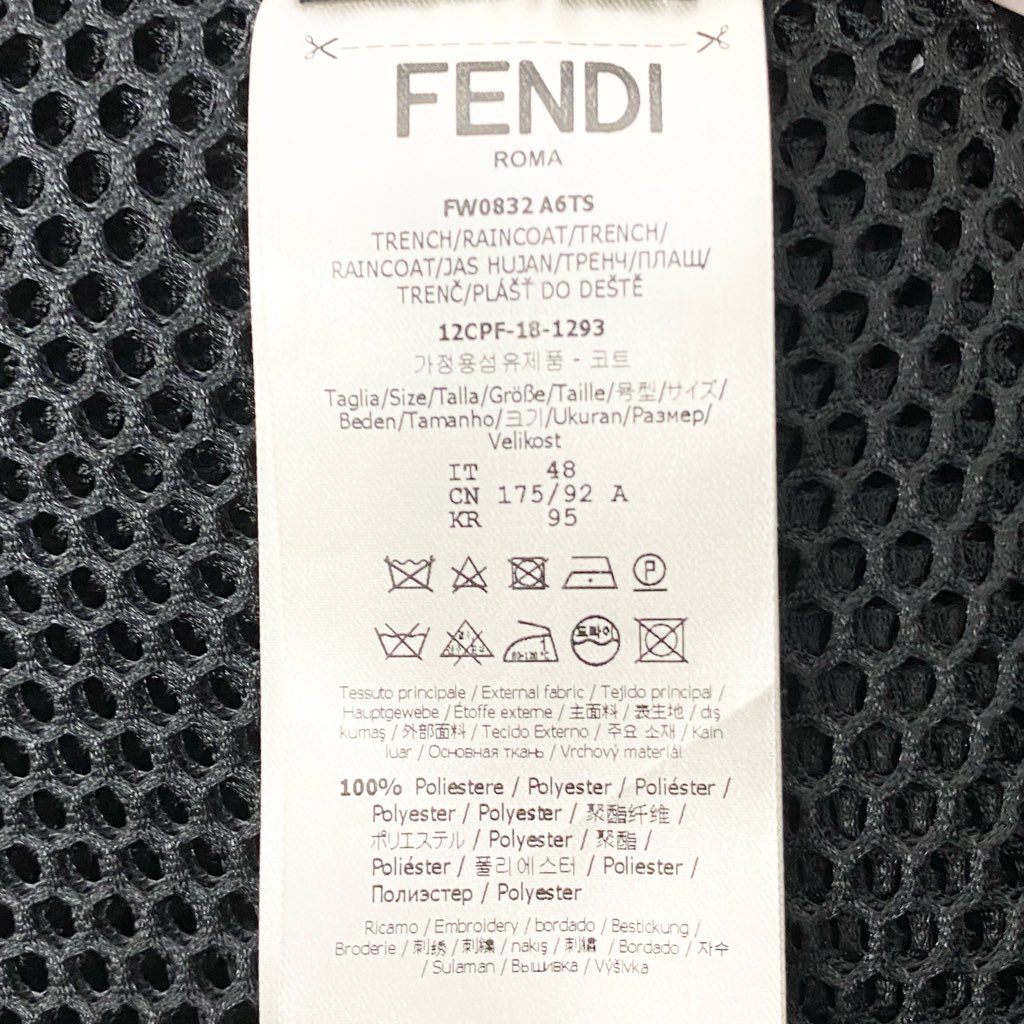 FENDI
ROMA
FW0832 A6TS
TRENCH/RAINCOAT/TRENCH/
RAINCOAT/JAS HUJAN/ТРЕНЧ/ПЛАЩ/
TRENČ/PLÁŠŤ DO DEŠTĚ
12CPF-18-1293
가정용섬유제품 - 코트
Taglia/Size/Talla/Größe/Taille/号型/サイズ/
Beden/Tamanho/크기/Ukuran/Размер/
Velikost
IT 48
CN 175/92 A
KR 95
P
드라이
80-120°C
Tessuto principale / External fabric / Tejido principal /
Hauptgewebe / Étoffe externe / 主面料 / 表生地 / dış
kumaş / 外部面料 / Tecido Externo / 주요 소재 / Kain
luar / Основная ткань / Vrchový materiál
100% Poliestere / Polyester / Poliéster /
Polyester / Polyester / 聚酯纤维 /
ポリエステル / Polyester / 聚酯 /
Poliéster / 폴리에스터 / Poliester /
Полиэстер / Polyester
Ricamo / Embroidery / bordado / Bestickung /
Broderie / 刺绣 / 刺繍 / nakış / 刺繡 / Bordado / 자수
/ Sulaman / Вышивка / Výšivka